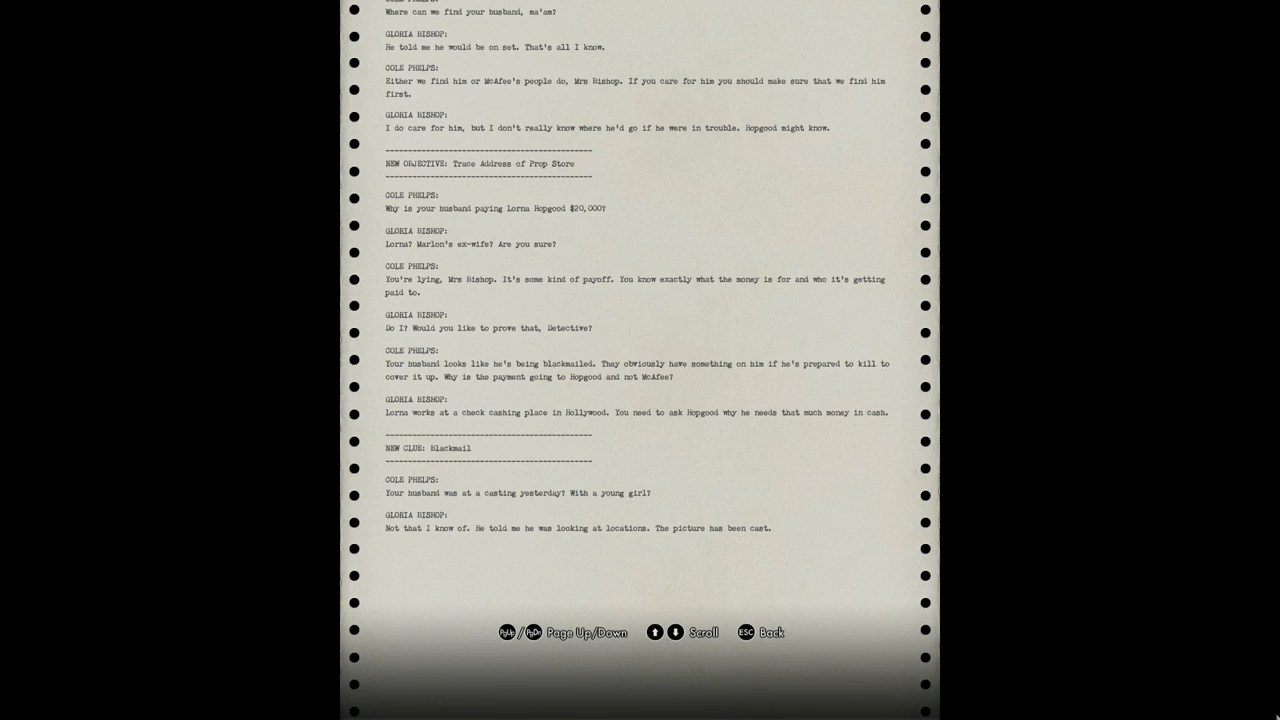 Where can we find your husband, ma'am?
GLORIA BISHOP:
He told me he would be on set. That's all I know.
COLE PHELPS:
Either we find him or McAfee's people do, Mrs Bishop. If you care for him you should make sure that we find him
first.
GLORIA BISHOP:
I do care for him, but I don't really know where he'd go if he were in trouble. Hopgood might know.
----------------------------------------------
NEW OBJECTIVE: Trace Address of Prop Store
----------------------------------------------
COLE PHELPS:
Why is your husband paying Lorna Hopgood $20,000?
GLORIA BISHOP:
Lorna? Marlon's ex-wife? Are you sure?
COLE PHELPS:
You're lying, Mrs Bishop. It's some kind of payoff. You know exactly what the money is for and who it's getting
paid to.
GLORIA BISHOP:
Do I? Would you like to prove that, Detective?
COLE PHELPS:
Your husband looks like he's being blackmailed. They obviously have something on him if he's prepared to kill to
cover it up. Why is the payment going to Hopgood and not McAfee?
GLORIA BISHOP:
Lorna works at a check cashing place in Hollywood. You need to ask Hopgood why he needs that much money in cash.
----------------------------------------------
NEW CLUE: Blackmail
----------------------------------------------
COLE PHELPS:
Your husband was at a casting yesterday? With a young girl?
GLORIA BISHOP:
Not that I know of. He told me he was looking at locations. The picture has been cast.
PgUp / PgDn Page Up/Down Scroll ESC Back